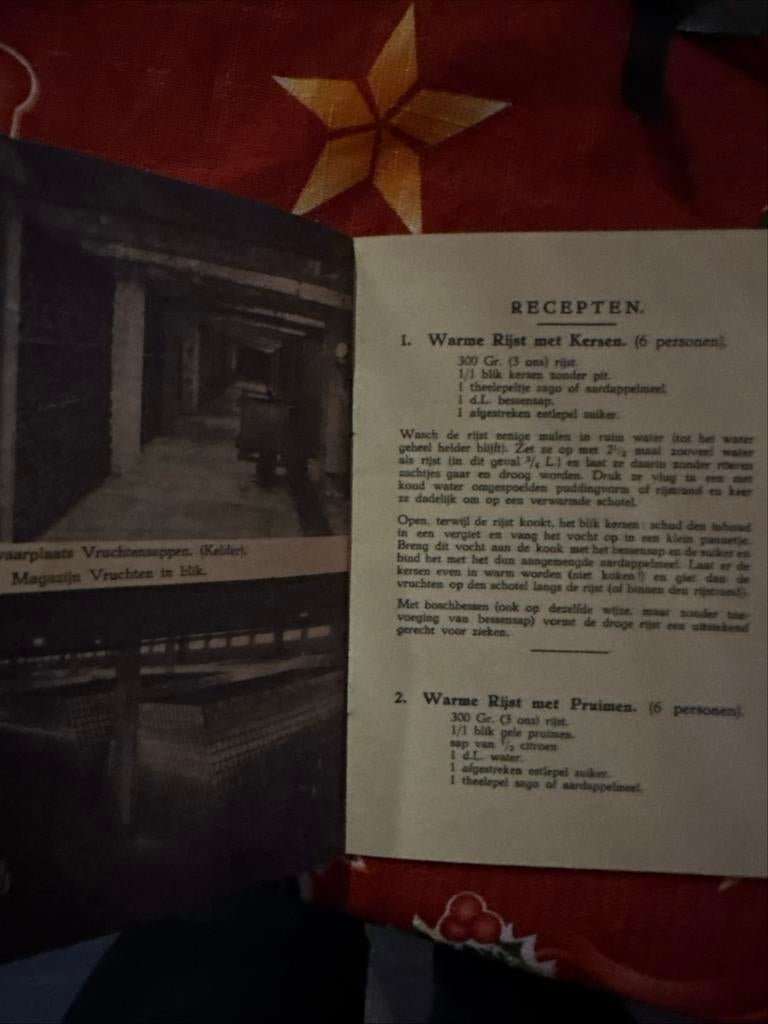 waarplaats Vruchtensappen. (Kelder).
Magazijn Vruchten in blik.
RECEPTEN.
1. Warme Rijst met Kersen. (6 personen).
300 Gr. (3 ons) rijst.
1/1 blik kersen zonder pit.
1 theelepeltje sago of aardappelmeel.
1 d.L. bessensap.
1 afgestreken eetlepel suiker.
Wasch de rijst eenige malen in ruim water (tot het water
geheel helder blijft). Zet ze op met 2½ maal zooveel water
als rijst (in dit geval ¾ L.) en laat ze daarin zonder roeren
zachtjes gaar en droog worden. Druk ze vlug in een met
koud water omgespoelden puddingvorm of rijstrand en keer
ze dadelijk om op een verwarmde schotel.
Open, terwijl de rijst kookt, het blik kersen; schud den inhoud
in een vergiet en vang het vocht op in een klein pannetje.
Breng dit vocht aan de kook met het bessensap en de suiker en
bind het met het dun aangemengde aardappelmeel. Laat er de
kersen even in warm worden (niet koken!) en giet dan de
vruchten op den schotel langs de rijst (of binnen den rijstrand).
Met boschbessen (ook op dezelfde wijze, maar zonder toe-
voeging van bessensap) vormt de droge rijst een uitstekend
gerecht voor zieken.
2. Warme Rijst met Pruimen. (6 personen).
300 Gr. (3 ons) rijst.
1/1 blik gele pruimen.
sap van ½ citroen
1 d.L. water.
1 afgestreken eetlepel suiker.
1 theelepel sago of aardappelmeel.